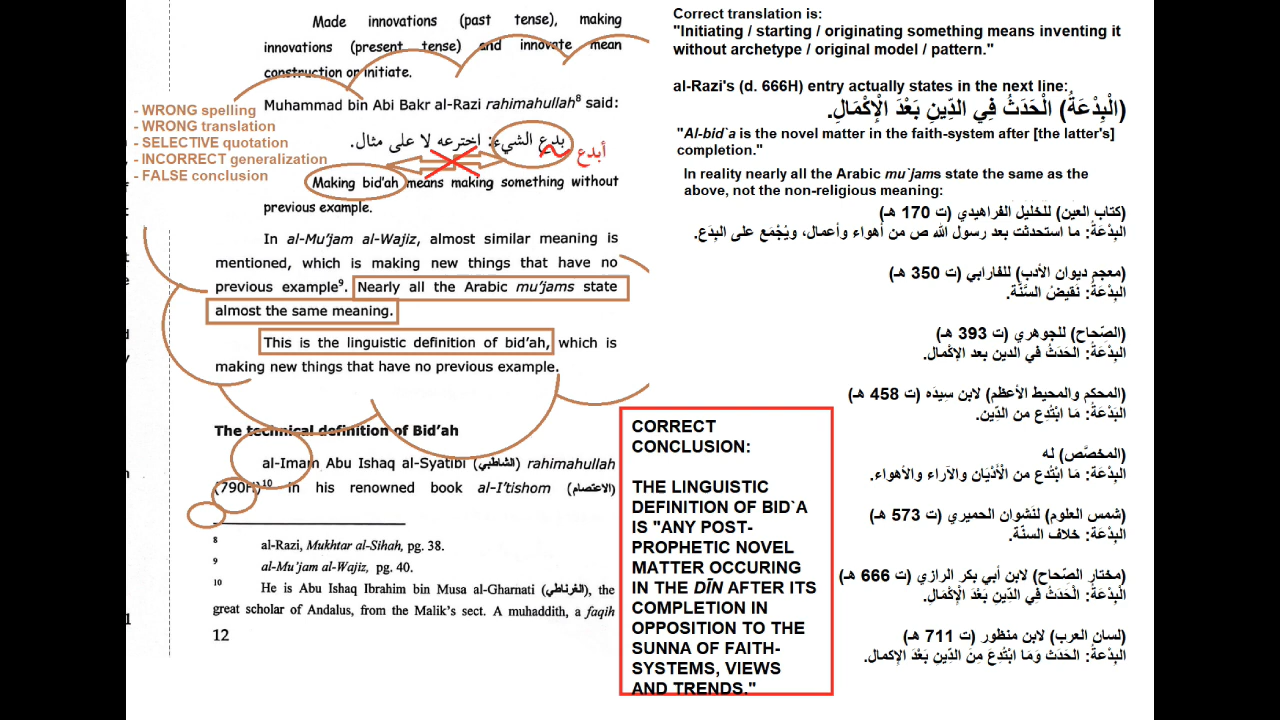 Made innovations (past tense), making
innovations (present tense) and innovate mean
construction or initiate.
Muhammad bin Abi Bakr al-Razi rahimahullah⁸ said:
- WRONG spelling
- WRONG translation
- SELECTIVE quotation
- INCORRECT generalization
- FALSE conclusion
بدع الشيء: اخترعه لا على مثال.
أبدع
Making bid'ah means making something without
previous example.
In al-Mu'jam al-Wajiz, almost similar meaning is
mentioned, which is making new things that have no
previous example⁹. Nearly all the Arabic mu'jams state
almost the same meaning.
This is the linguistic definition of bid'ah, which is
making new things that have no previous example.
The technical definition of Bid'ah
al-Imam Abu Ishaq al-Syatibi (الشاطبي) rahimahullah
(790H)¹⁰ in his renowned book al-I'tishom (الاعتصام)
8 al-Razi, Mukhtar al-Sihah, pg. 38.
9 al-Mu'jam al-Wajiz, pg. 40.
10 He is Abu Ishaq Ibrahim bin Musa al-Gharnati (الغرناطي), the
great scholar of Andalus, from the Malik's sect. A muhaddith, a faqih
12
Correct translation is:
"Initiating / starting / originating something means inventing it
without archetype / original model / pattern."
al-Razi's (d. 666H) entry actually states in the next line:
(الْبِدْعَةُ) الْحَدَثُ فِي الدِّينِ بَعْدَ الْإِكْمَالِ.
"Al-bid`a is the novel matter in the faith-system after [the latter's]
completion."
In reality nearly all the Arabic mu`jams state the same as the
above, not the non-religious meaning:
(كتاب العين) للخليل الفراهيدي (ت 170 هـ)
البِدْعَةُ: ما استحدثت بعد رسول الله ص من أهواء وأعمال، ويُجْمَع على البِدَع.
(معجم ديوان الأدب) للفارابي (ت 350 هـ)
البِدْعَةُ: نَقيضُ السُّنّة.
(الصّحاح) للجوهري (ت 393 هـ)
البِدْعَةُ: الحَدَثُ في الدين بعد الإكْمال.
(المحكم والمحيط الأعظم) لابن سِيدَه (ت 458 هـ)
البَدْعَةُ: مَا ابْتُدِع من الدِّين.
(المخصَّص) له
البِدْعَةُ: مَا ابْتُدع من الأَدْيان والآراء والأهواء.
(شمس العلوم) لنَشوان الحميري (ت 573 هـ)
البِدْعَة: خلاف السنّة.
(مختار الصِّحاح) لابن أبي بكر الرازي (ت 666 هـ)
البِدْعَةُ: الْحَدَثُ فِي الدِّينِ بَعْدَ الْإِكْمَالِ.
(لسان العرب) لابن منظور (ت 711 هـ)
البِدْعةُ: الحَدَث وَمَا ابْتُدِعَ مِنَ الدِّينِ بَعْدَ الإِكمال.
CORRECT
CONCLUSION:
THE LINGUISTIC
DEFINITION OF BID`A
IS "ANY POST-
PROPHETIC NOVEL
MATTER OCCURING
IN THE DĪN AFTER ITS
COMPLETION IN
OPPOSITION TO THE
SUNNA OF FAITH-
SYSTEMS, VIEWS
AND TRENDS."